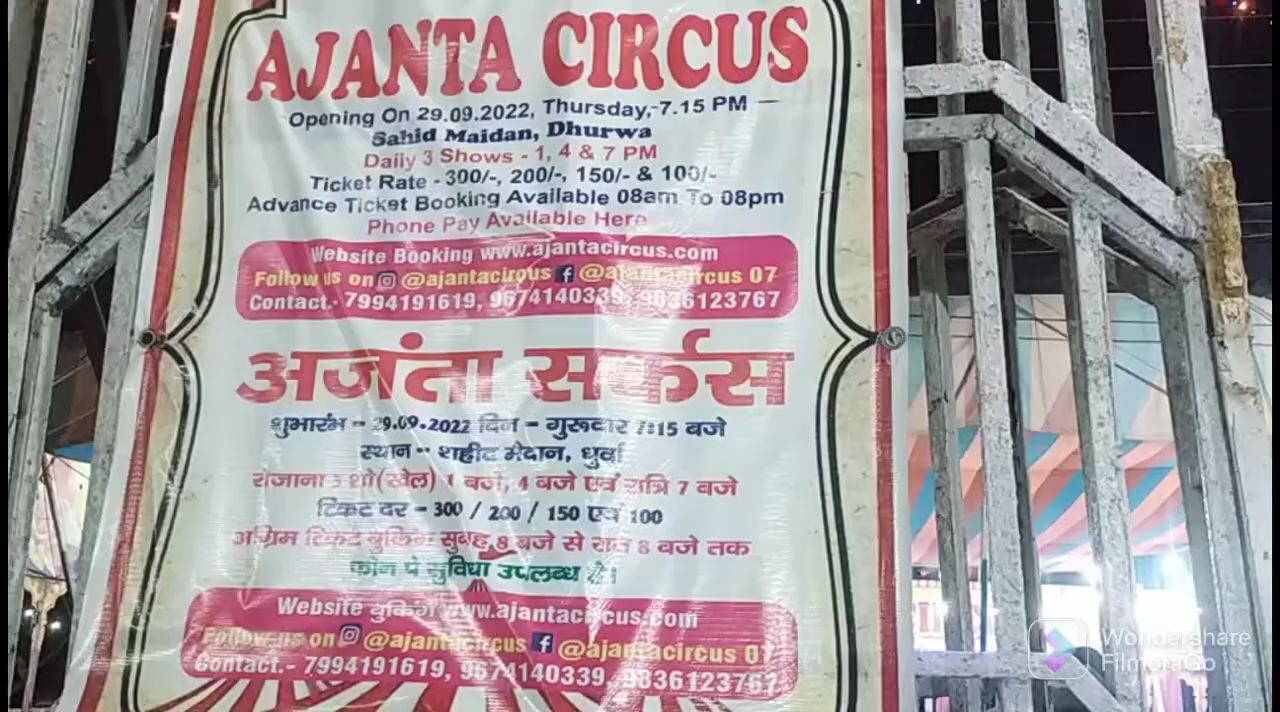 AJANTA CIRCUS
Opening On 29.09.2022, Thursday,-7.15 PM —
Sahid Maidan, Dhurwa
Daily 3 Shows - 1, 4 & 7 PM
Ticket Rate - 300/-, 200/-, 150/- & 100/-
Advance Ticket Booking Available 08am To 08pm
Phone Pay Available Here
Website Booking www.ajantacircus.com
Follow us on @ajantacircus @ajantacircus 07
Contact.- 7994191619, 9674140339, 9836123767
अजंता सर्कस
शुभारंभ - 29.09.2022 दिन - गुरूवार 7:15 बजे
स्थान - शहीद मैदान, धुर्वा
रोजाना 3 शो(खेल) 1 बजे, 4 बजे एवं रात्रि 7 बजे
टिकट दर - 300 / 200 / 150 एवं 100
अग्रिम टिकट बुकिंग सुबह 8 बजे से रात 8 बजे तक
फोन पे सुविधा उपलब्ध है।
Website बुकिंग www.ajantacircus.com
Follow us on @ajantacircus @ajantacircus 07
Contact.- 7994191619, 9674140339, 9836123767
Wondershare
FilmoraGo